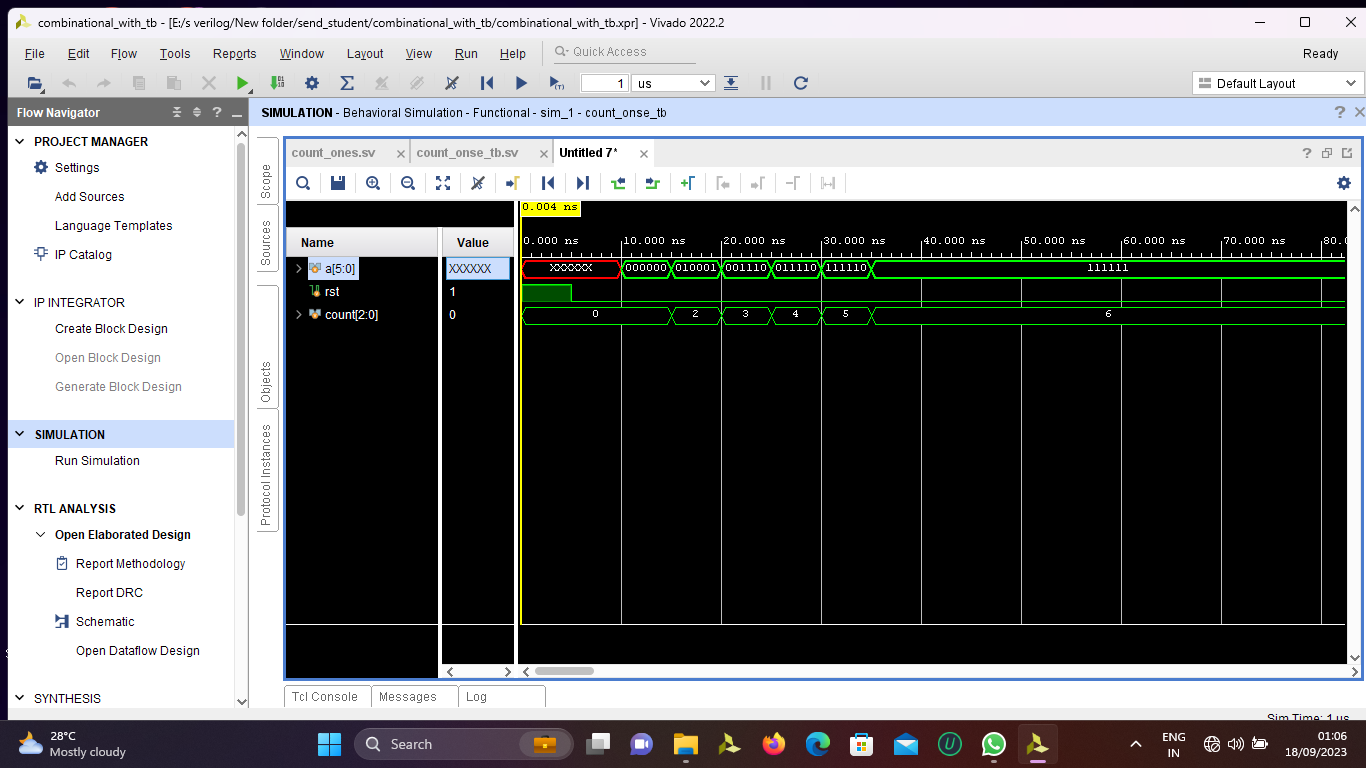 combinational_with_tb - [E:/s verilog/New folder/send_student/combinational_with_tb/combinational_with_tb.xpr] - Vivado 2022.2
File Edit Flow Tools Reports Window Layout View Run Help Quick Access Ready
1 us Default Layout
Flow Navigator
SIMULATION - Behavioral Simulation - Functional - sim_1 - count_onse_tb
PROJECT MANAGER
Settings
Add Sources
Language Templates
IP Catalog
IP INTEGRATOR
Create Block Design
Open Block Design
Generate Block Design
SIMULATION
Run Simulation
RTL ANALYSIS
Open Elaborated Design
Report Methodology
Report DRC
Schematic
Open Dataflow Design
SYNTHESIS
Scope
Sources
Objects
Protocol Instances
count_ones.sv count_onse_tb.sv Untitled 7*
0.004 ns
Name Value
0.000 ns 10.000 ns 20.000 ns 30.000 ns 40.000 ns 50.000 ns 60.000 ns 70.000 ns 80.0
a[5:0] XXXXXX XXXXXX 000000 010001 001110 011110 111110 111111
rst 1
count[2:0] 0 0 2 3 4 5 6
Tcl Console Messages Log
Sim Time: 1 us
28°C
Mostly cloudy
Search
ENG
IN
01:06
18/09/2023